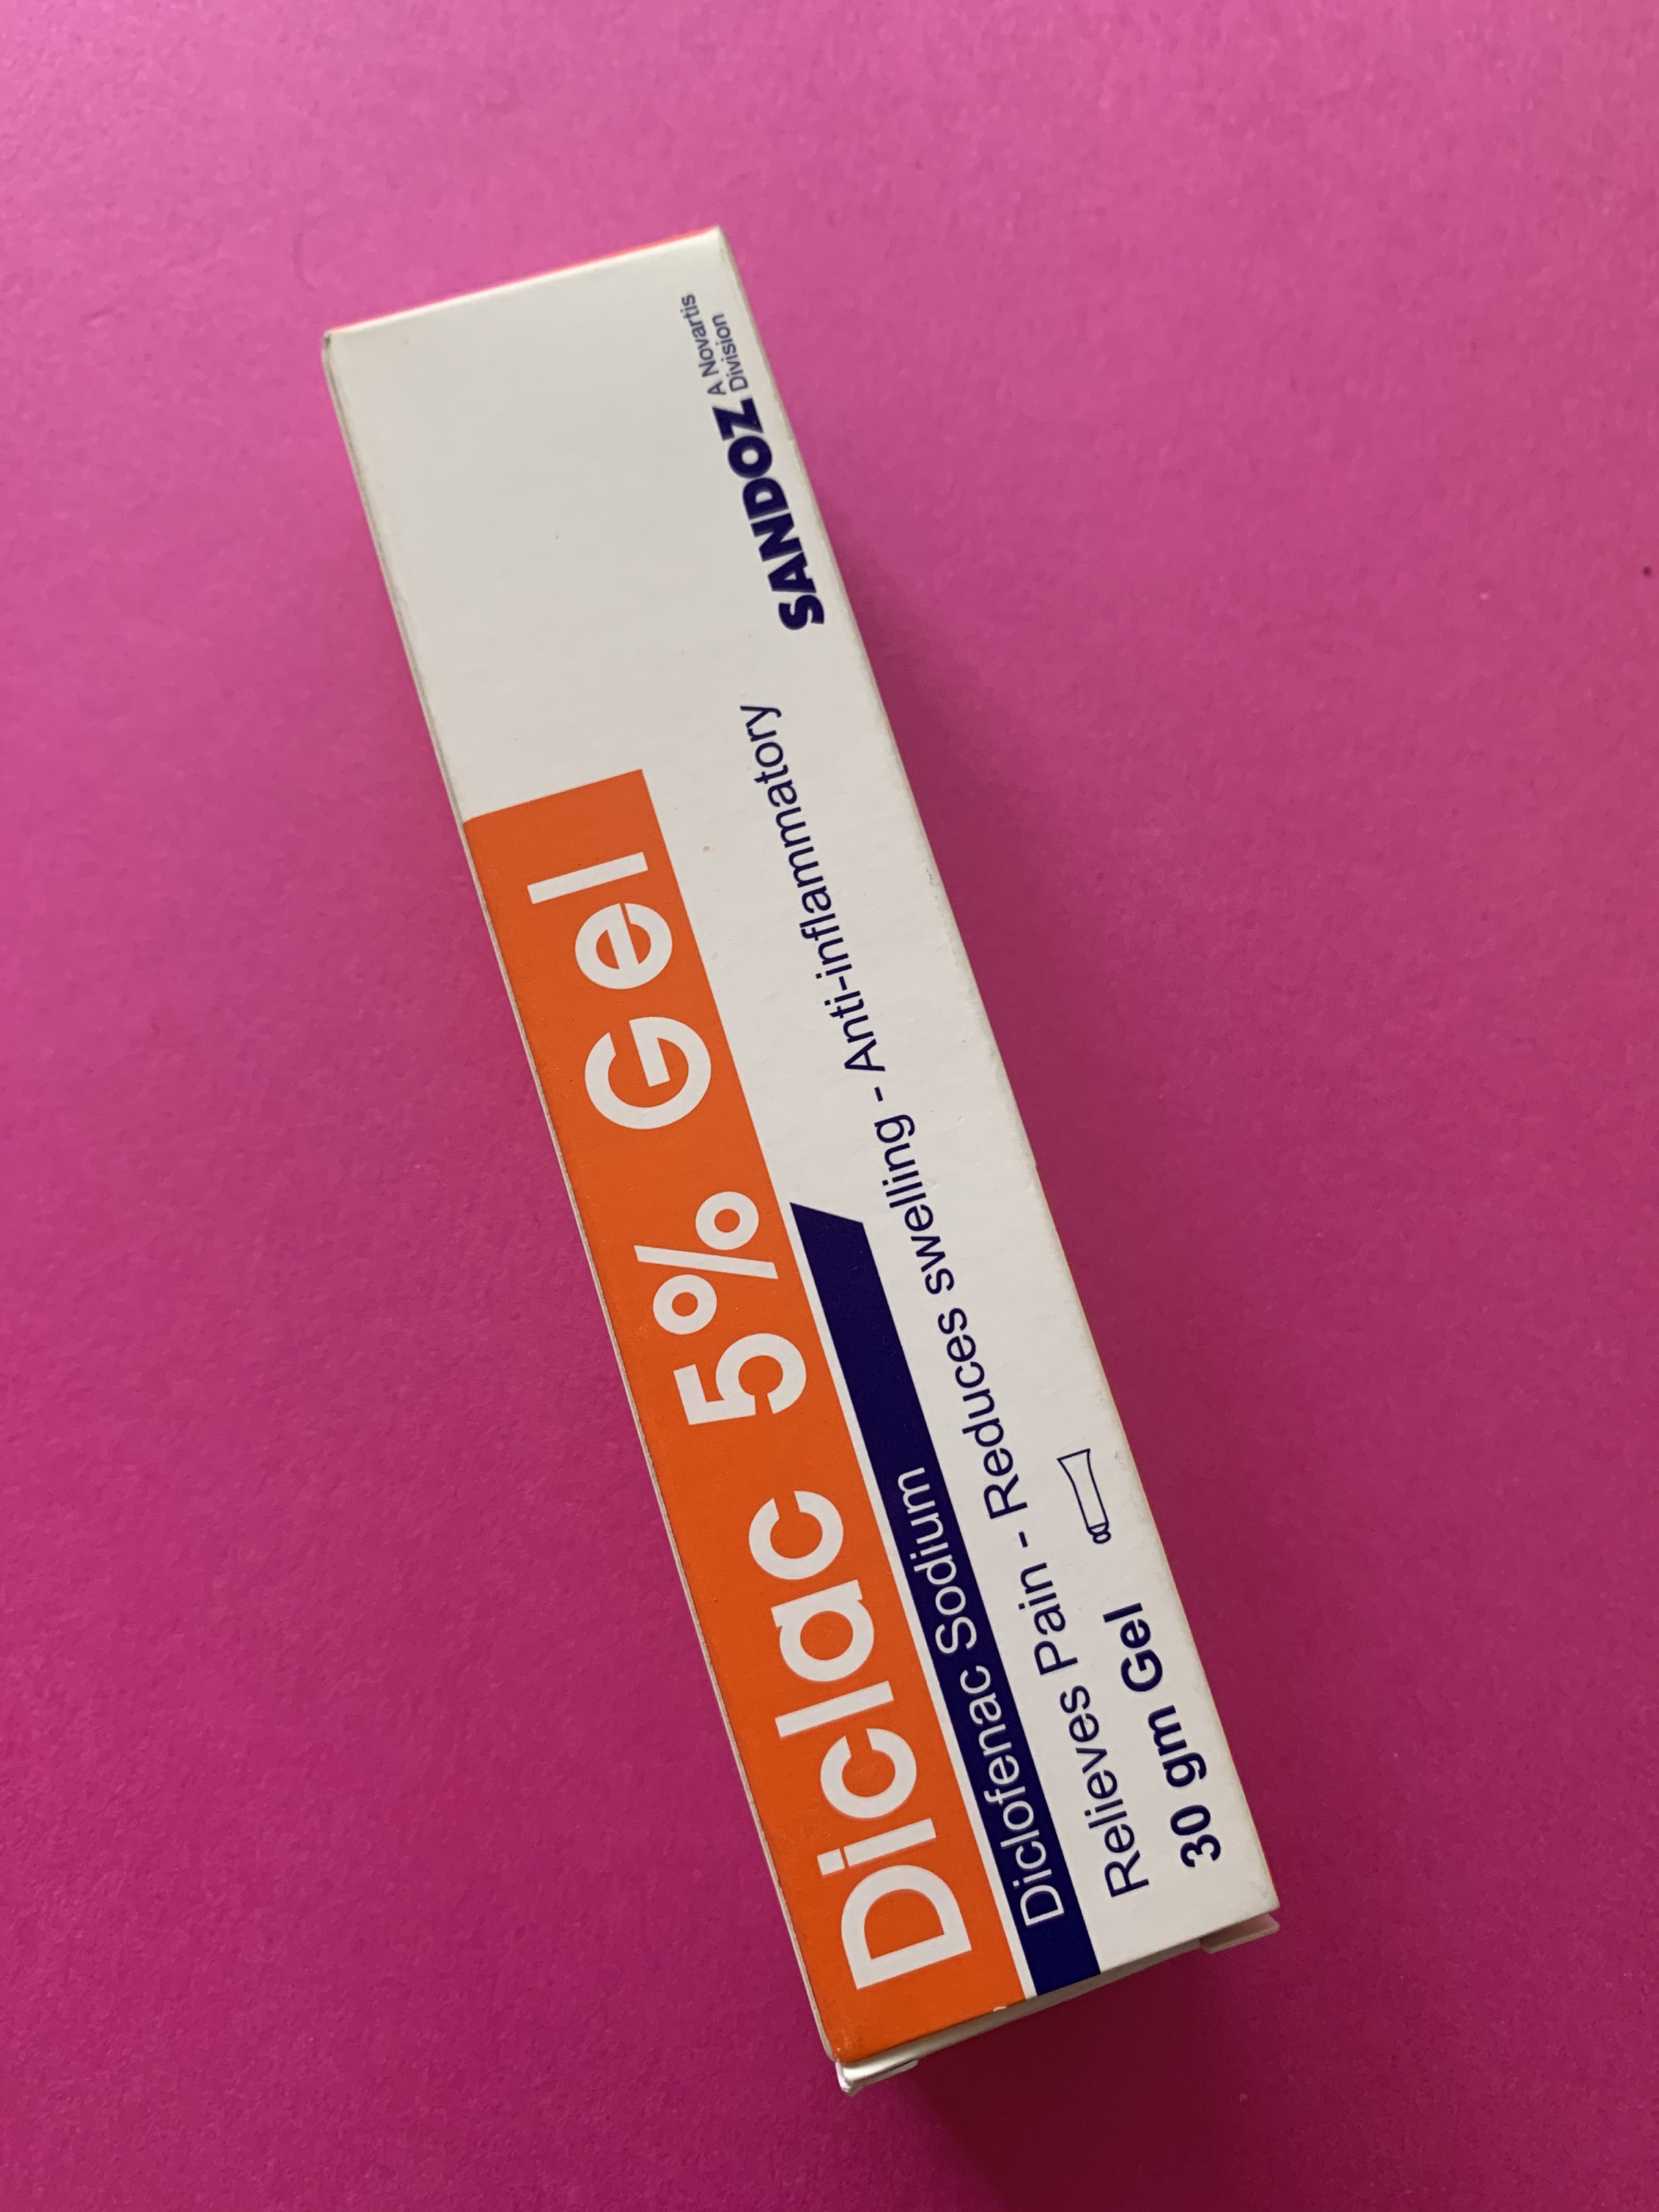 Diclac 5% Gel
Diclofenac Sodium
Relieves Pain - Reduces swelling - Anti-inflammatory
30 gm Gel
SANDOZ A Novartis
Division